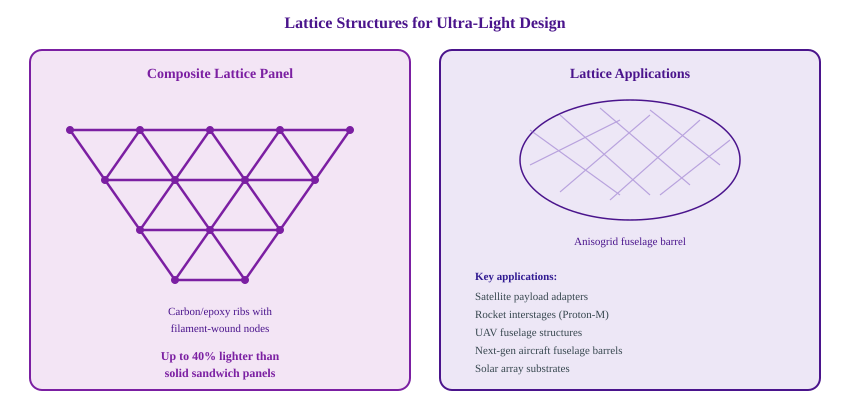 Lattice Structures for Ultra-Light Design
Composite Lattice Panel
Carbon/epoxy ribs with
filament-wound nodes
Up to 40% lighter than
solid sandwich panels
Lattice Applications
Anisogrid fuselage barrel
Key applications:
Satellite payload adapters
Rocket interstages (Proton-M)
UAV fuselage structures
Next-gen aircraft fuselage barrels
Solar array substrates